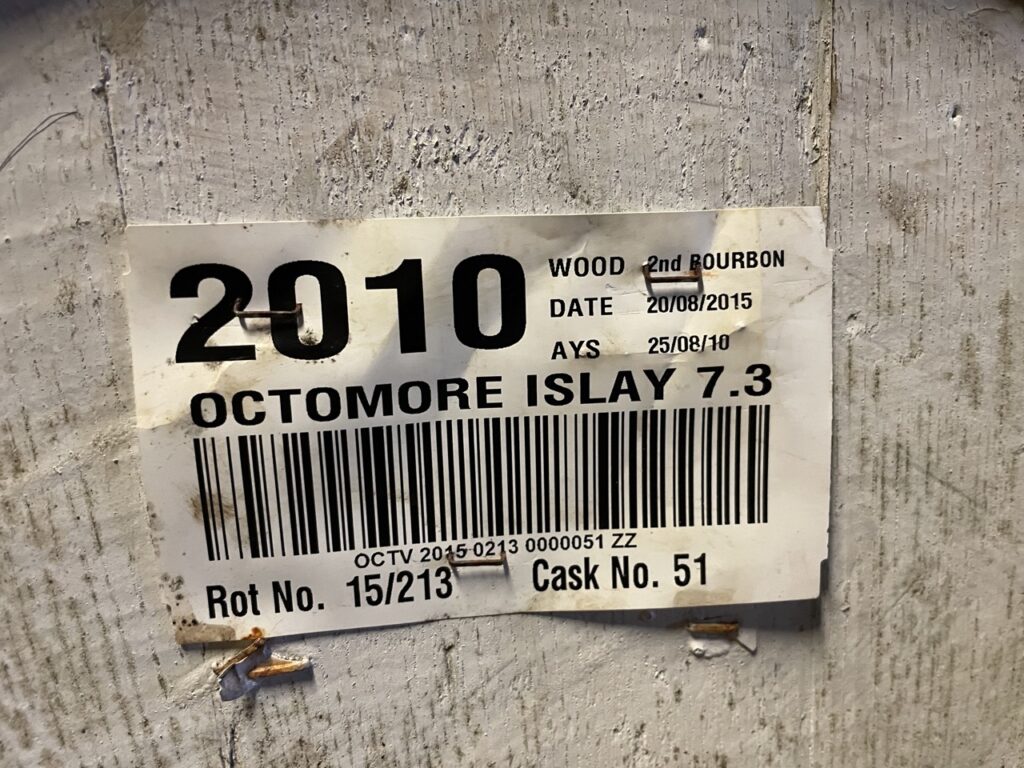 2010
WOOD 2nd BOURBON
DATE 20/08/2015
AYS 25/08/10
OCTOMORE ISLAY 7.3
OCTV 2015 0213 0000051 ZZ
Rot No. 15/213 Cask No. 51